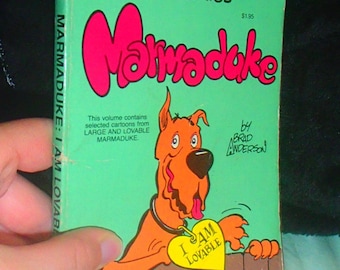 $1.95
Marmaduke
This volume contains
selected cartoons from
LARGE AND LOVABLE
MARMADUKE.
by
BRAD
ANDERSON
I AM
LOVABLE
MARMADUKE: I AM LOVAB